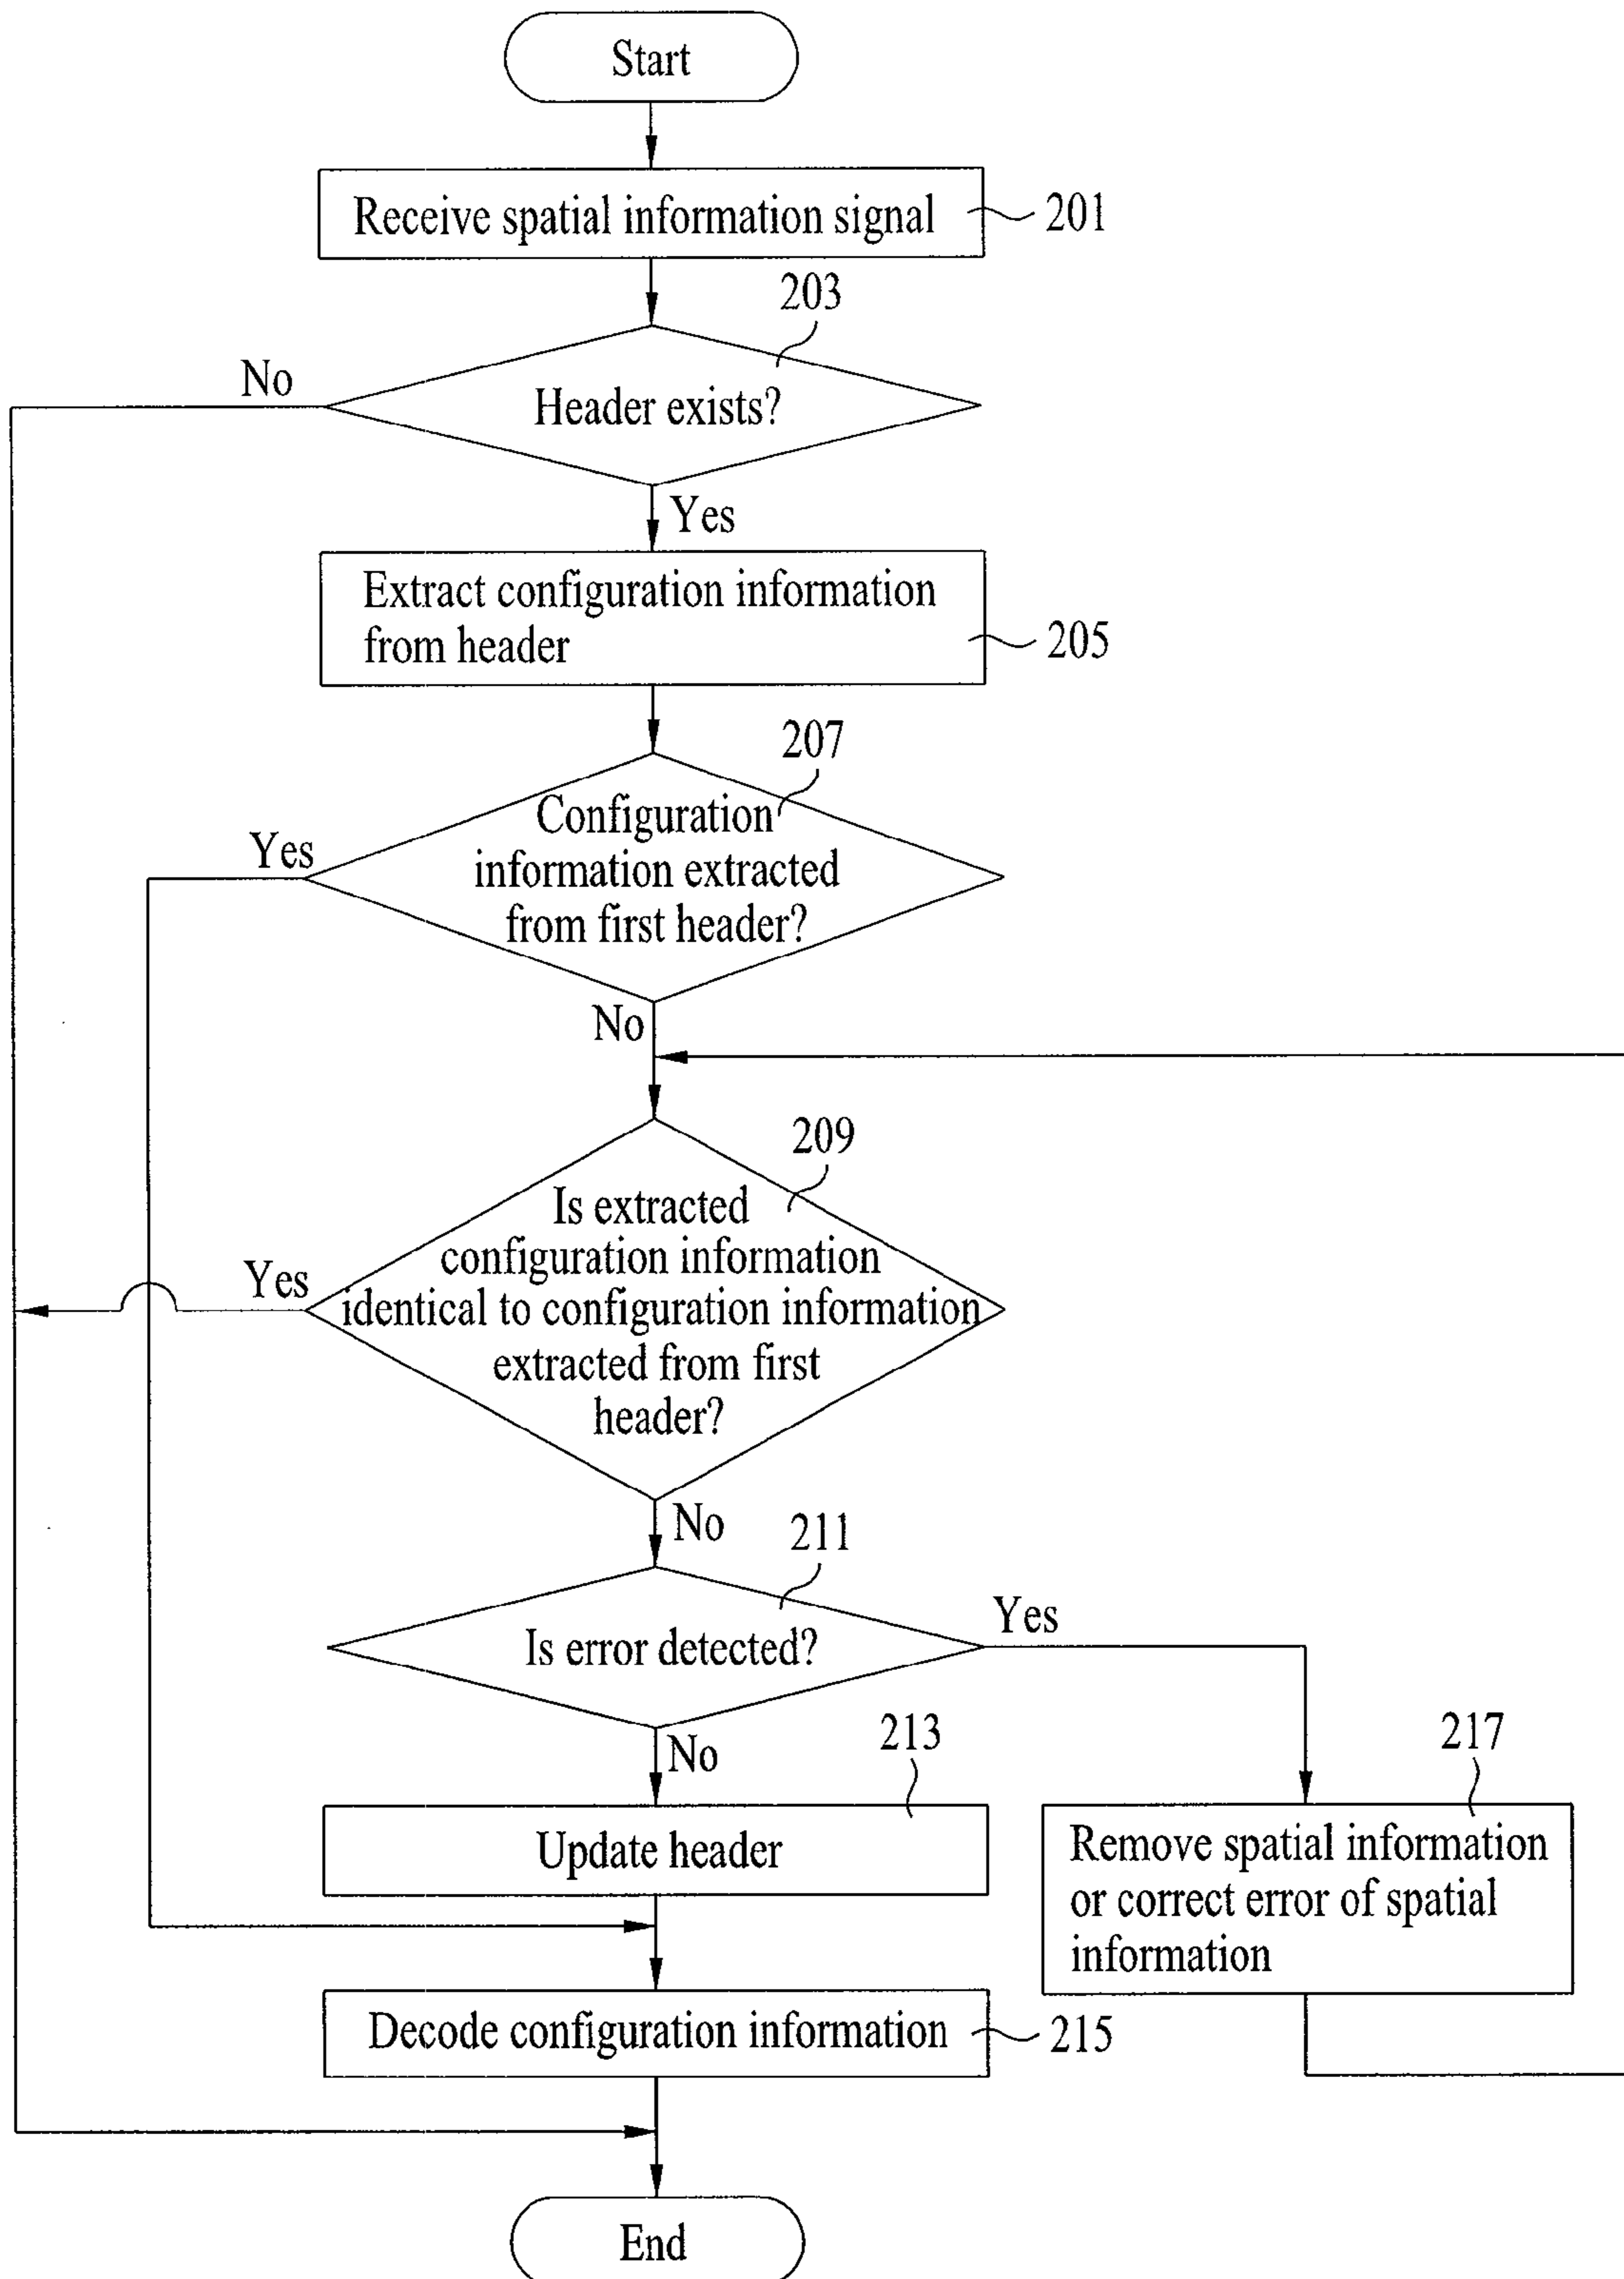 Start
Receive spatial information signal
201
203
No
Header exists?
Yes
Extract configuration information
from header
205
207
Yes
Configuration
information extracted
from first header?
No
209
Yes
Is extracted
configuration information
identical to configuration information
extracted from first
header?
No
211
Is error detected?
Yes
No
213
217
Update header
Remove spatial information
or correct error of spatial
information
Decode configuration information
215
End